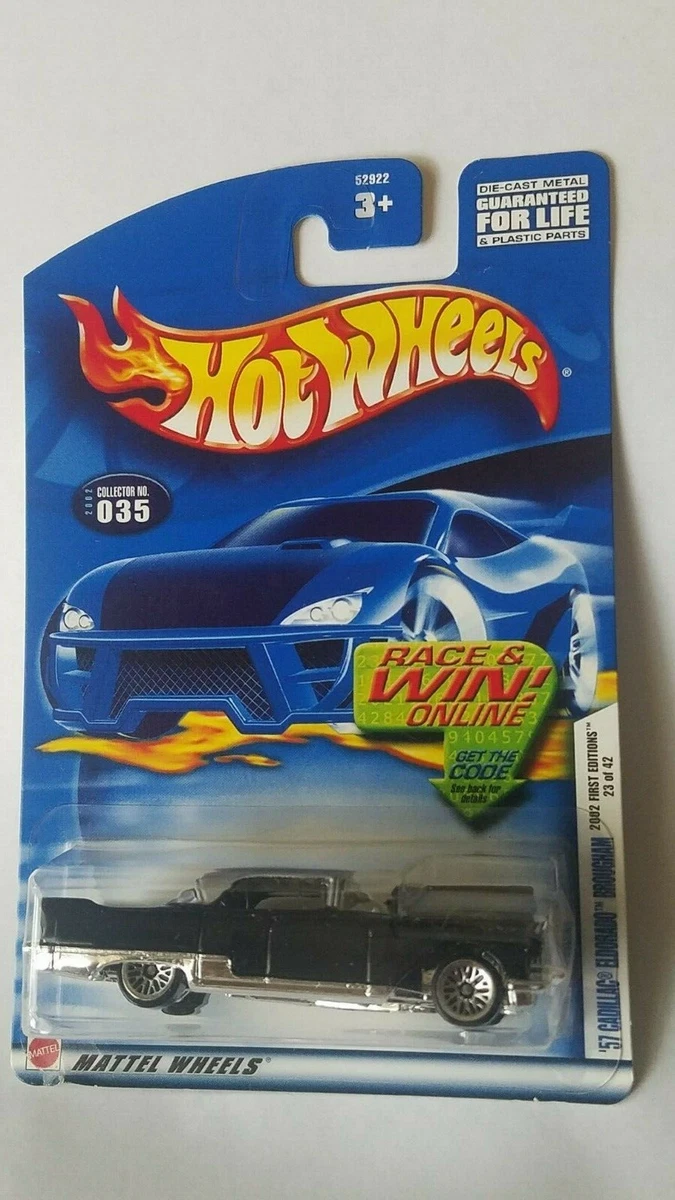 52922
3+
DIE-CAST METAL
GUARANTEED
FOR LIFE
& PLASTIC PARTS
HOT WHEELS®
2002
COLLECTOR NO.
035
RACE &
WIN!
ONLINE
94045
GET THE
CODE
See back for
details
2002 FIRST EDITIONS™
23 of 42
'57 CADILLAC® ELDORADO™ BROUGHAM
MATTEL
MATTEL WHEELS®